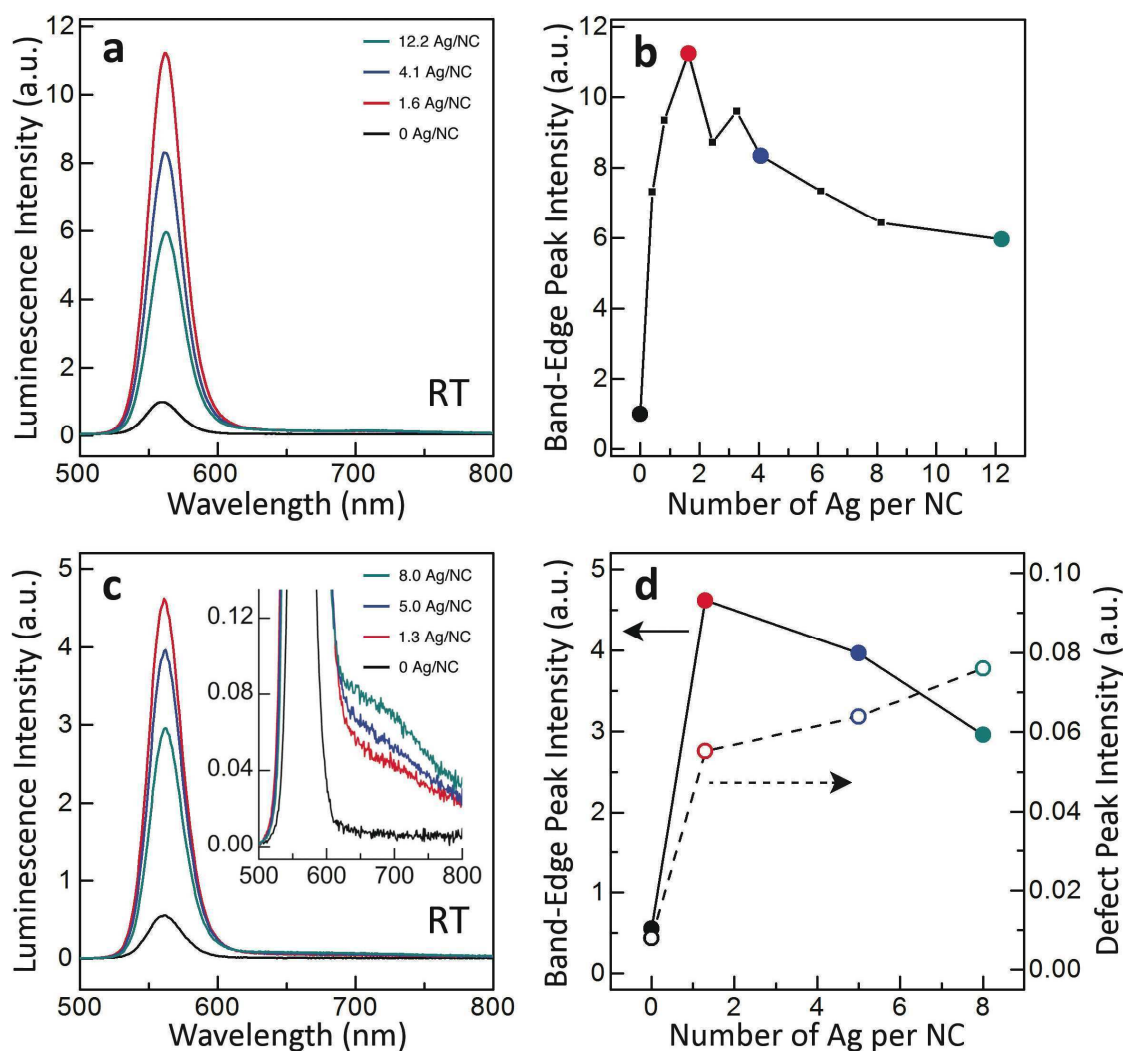 a
12.2 Ag/NC
4.1 Ag/NC
1.6 Ag/NC
0 Ag/NC
RT
Luminescence Intensity (a.u.)
12
10
8
6
4
2
0
500 600 700 800
Wavelength (nm)
b
Band-Edge Peak Intensity (a.u.)
12
11
10
9
8
7
6
5
4
3
2
1
0
0 2 4 6 8 10 12
Number of Ag per NC
c
8.0 Ag/NC
5.0 Ag/NC
1.3 Ag/NC
0 Ag/NC
0.12
0.08
0.04
0.00
500 600 700 800
RT
Luminescence Intensity (a.u.)
5
4
3
2
1
0
500 600 700 800
Wavelength (nm)
d
Band-Edge Peak Intensity (a.u.)
5
4
3
2
1
0
0.10
0.08
0.06
0.04
0.02
0.00
Defect Peak Intensity (a.u.)
0 2 4 6 8
Number of Ag per NC